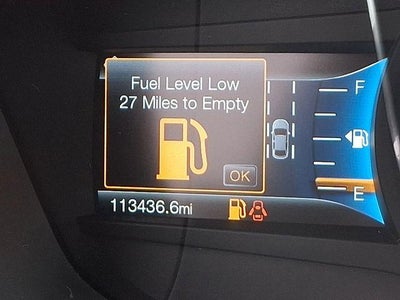 Fuel Level Low
27 Miles to Empty
OK
F
E
113436.6mi